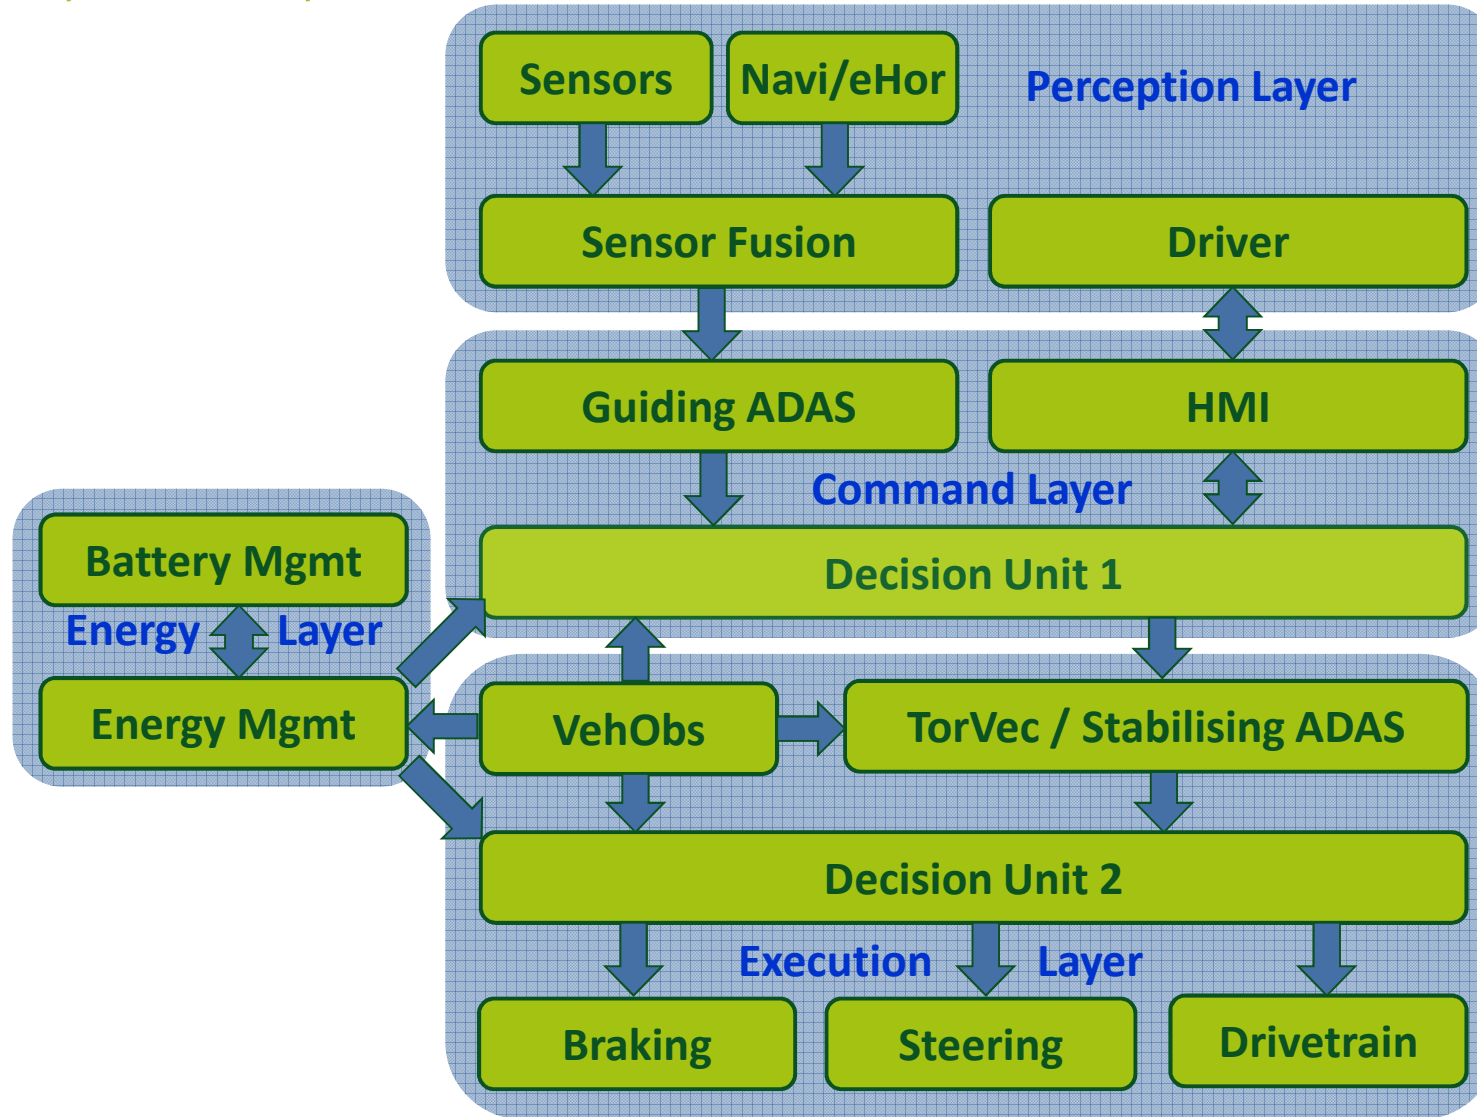 Sensors
Navi/eHor
Perception Layer
Sensor Fusion
Driver
Guiding ADAS
HMI
Command Layer
Decision Unit 1
Battery Mgmt
Energy Layer
Energy Mgmt
VehObs
TorVec / Stabilising ADAS
Decision Unit 2
Execution Layer
Braking
Steering
Drivetrain